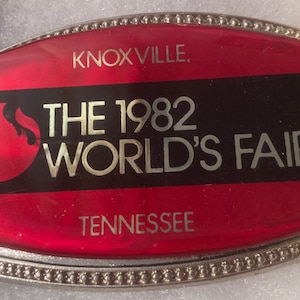 KNOXVILLE,
THE 1982
WORLD'S FAI
TENNESSEE